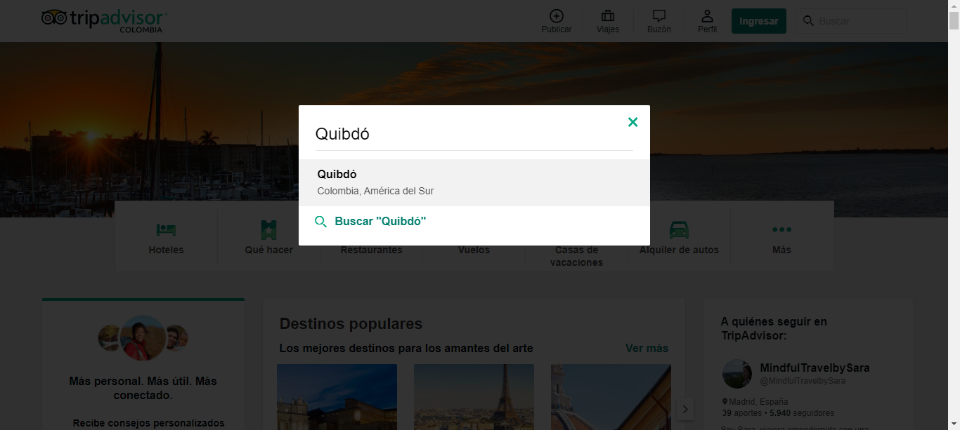 tripadvisor
COLOMBIA
Publicar
Viajes
Buzón
Perfil
Ingresar
Buscar
Quibdó
Quibdó
Colombia, América del Sur
Buscar "Quibdó"
Hoteles
Qué hacer
Restaurantes
Vuelos
Casas de
vacaciones
Alquiler de autos
Más
Más personal. Más útil. Más
conectado.
Recibe consejos personalizados
Destinos populares
Los mejores destinos para los amantes del arte
Ver más
A quiénes seguir en
TripAdvisor:
MindfulTravelbySara
@MindfulTravelbySara
Madrid, España
39 aportes • 5.940 seguidores